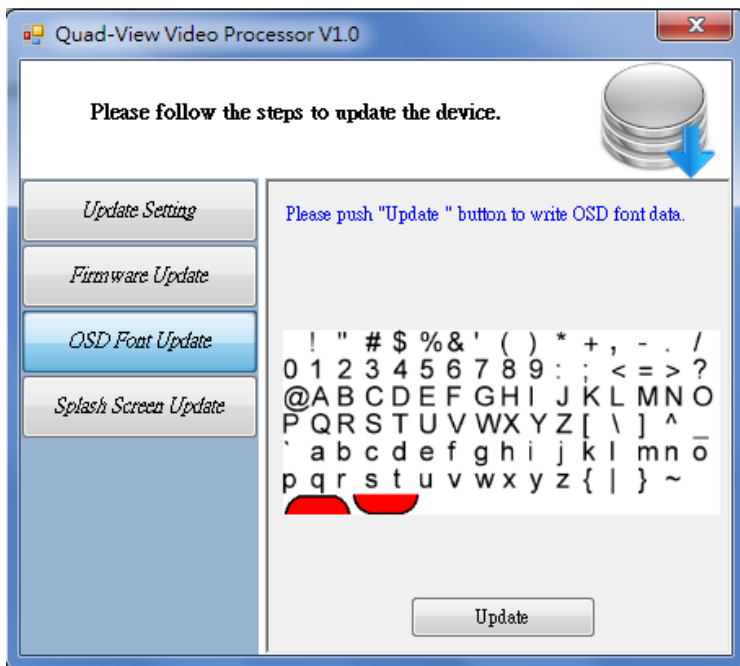 Quad-View Video Processor V1.0
Please follow the steps to update the device.
Update Setting
Firmware Update
OSD Font Update
Splash Screen Update
Please push "Update " button to write OSD font data.
! " # $ % & ' ( ) * + , - . /
0 1 2 3 4 5 6 7 8 9 : ; < = > ?
@ A B C D E F G H I J K L M N O
P Q R S T U V W X Y Z [ \ ] ^ _
` a b c d e f g h i j k l m n o
p q r s t u v w x y z { | } ~
Update